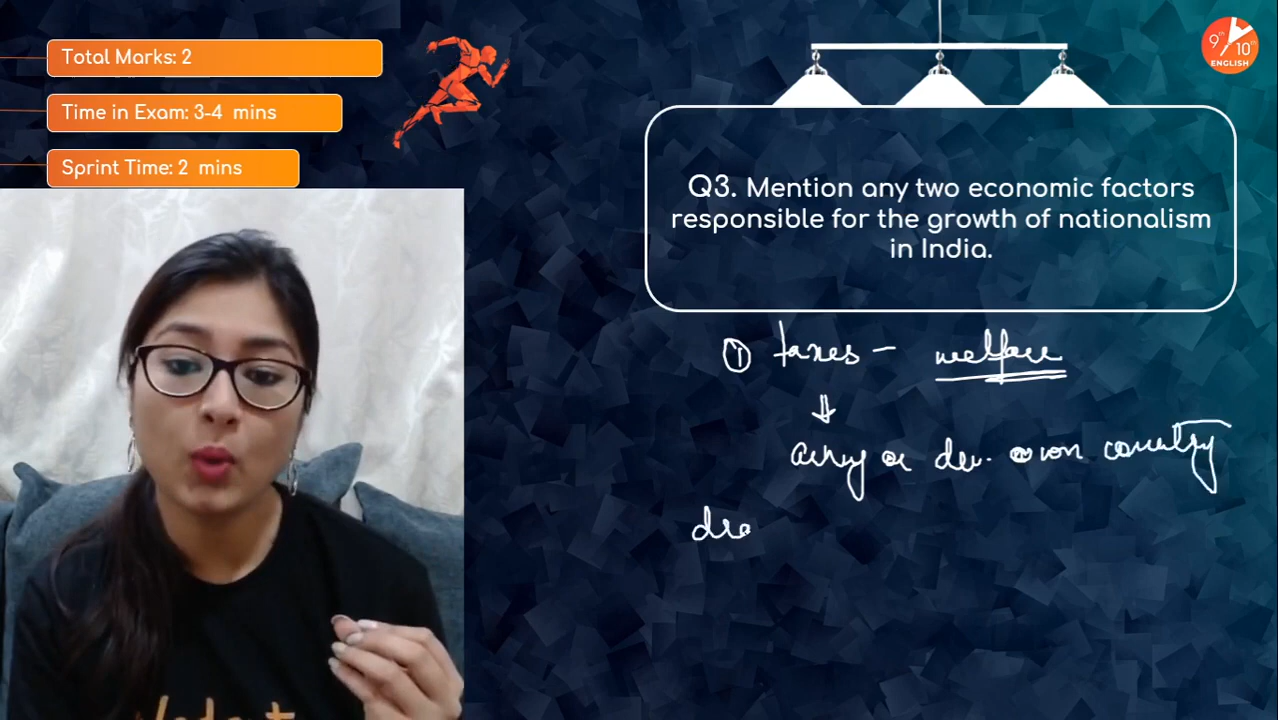 Total Marks: 2
Time in Exam: 3-4 mins
Sprint Time: 2 mins
9th 10th
ENGLISH
Q3. Mention any two economic factors
responsible for the growth of nationalism
in India.
① taxes – welfare
army or dev. own country